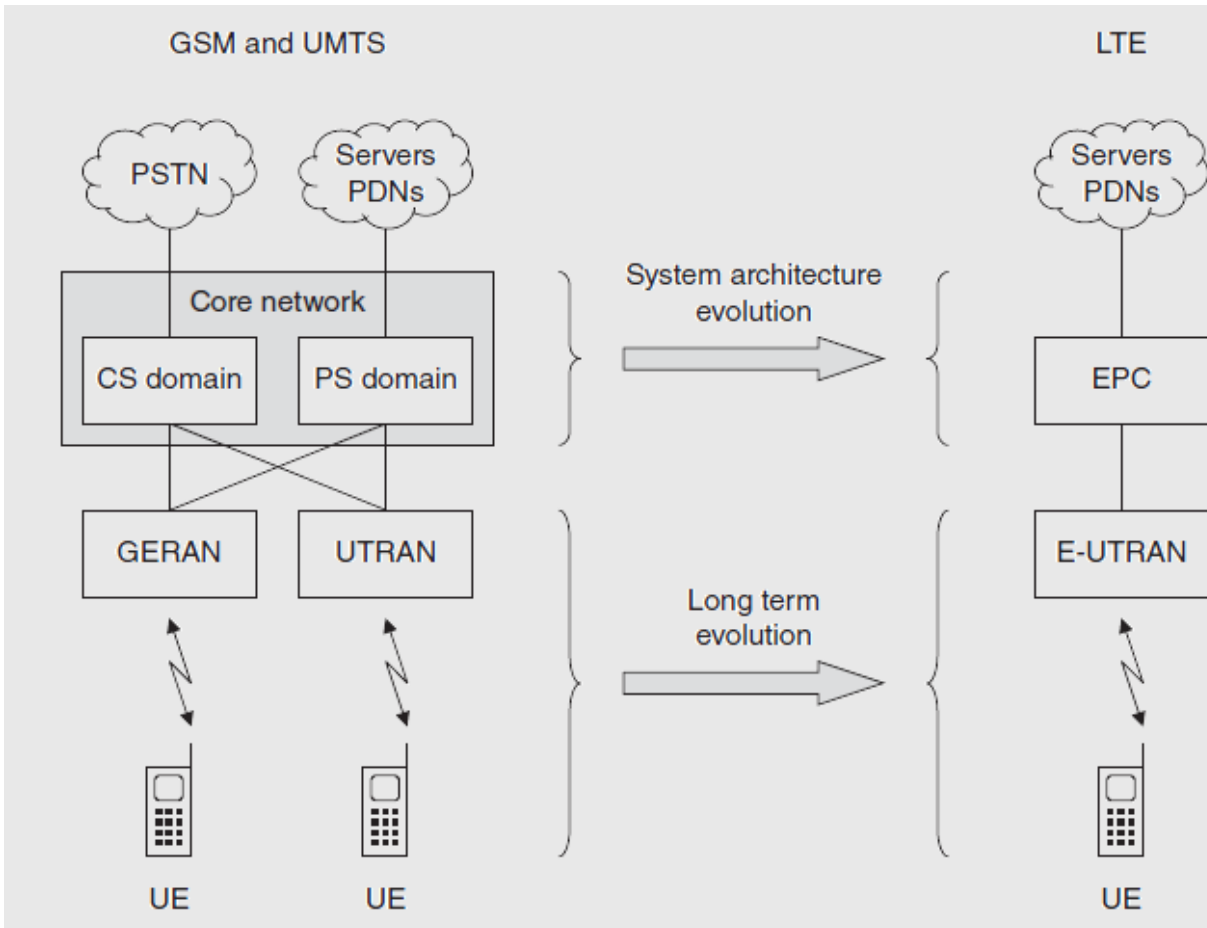 GSM and UMTS
LTE
PSTN
Servers
PDNs
Servers
PDNs
Core network
System architecture
evolution
CS domain
PS domain
EPC
GERAN
UTRAN
E-UTRAN
Long term
evolution
UE
UE
UE